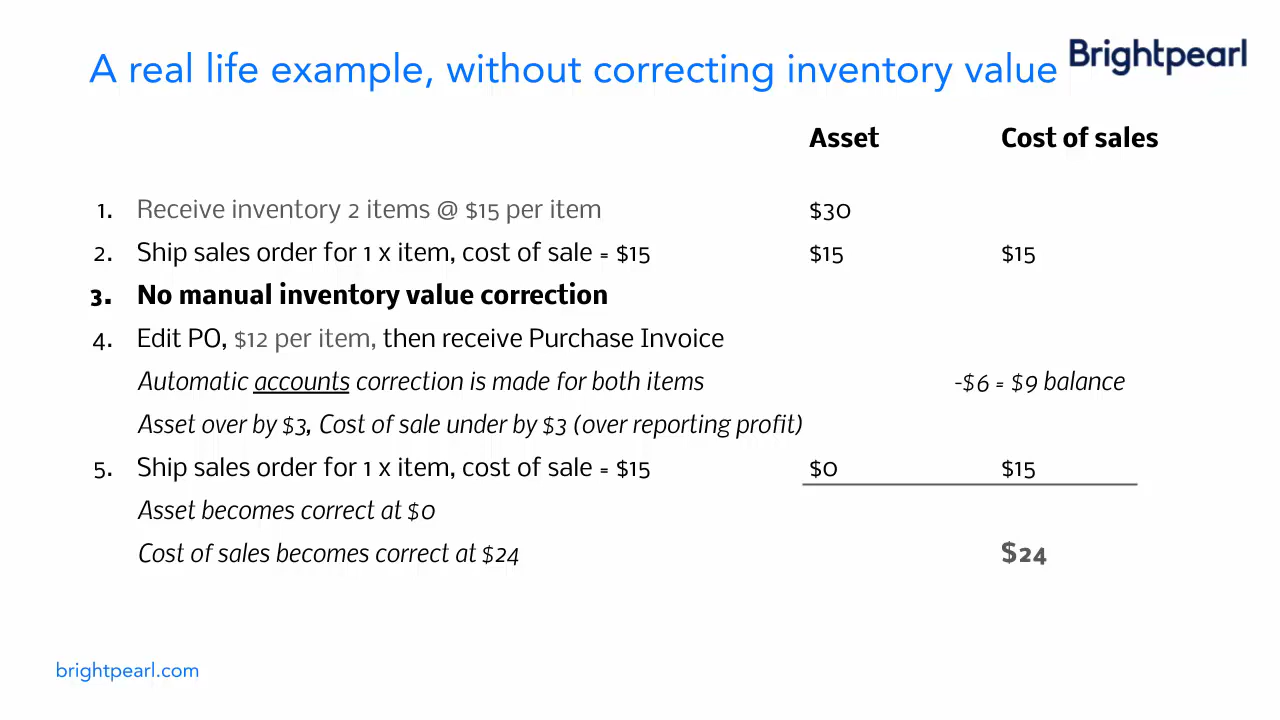 A real life example, without correcting inventory value
Brightpearl
Asset Cost of sales
1. Receive inventory 2 items @ $15 per item $30
2. Ship sales order for 1 x item, cost of sale = $15 $15 $15
3. No manual inventory value correction
4. Edit PO, $12 per item, then receive Purchase Invoice
Automatic accounts correction is made for both items -$6 = $9 balance
Asset over by $3, Cost of sale under by $3 (over reporting profit)
5. Ship sales order for 1 x item, cost of sale = $15 $0 $15
Asset becomes correct at $0
Cost of sales becomes correct at $24 $24
brightpearl.com